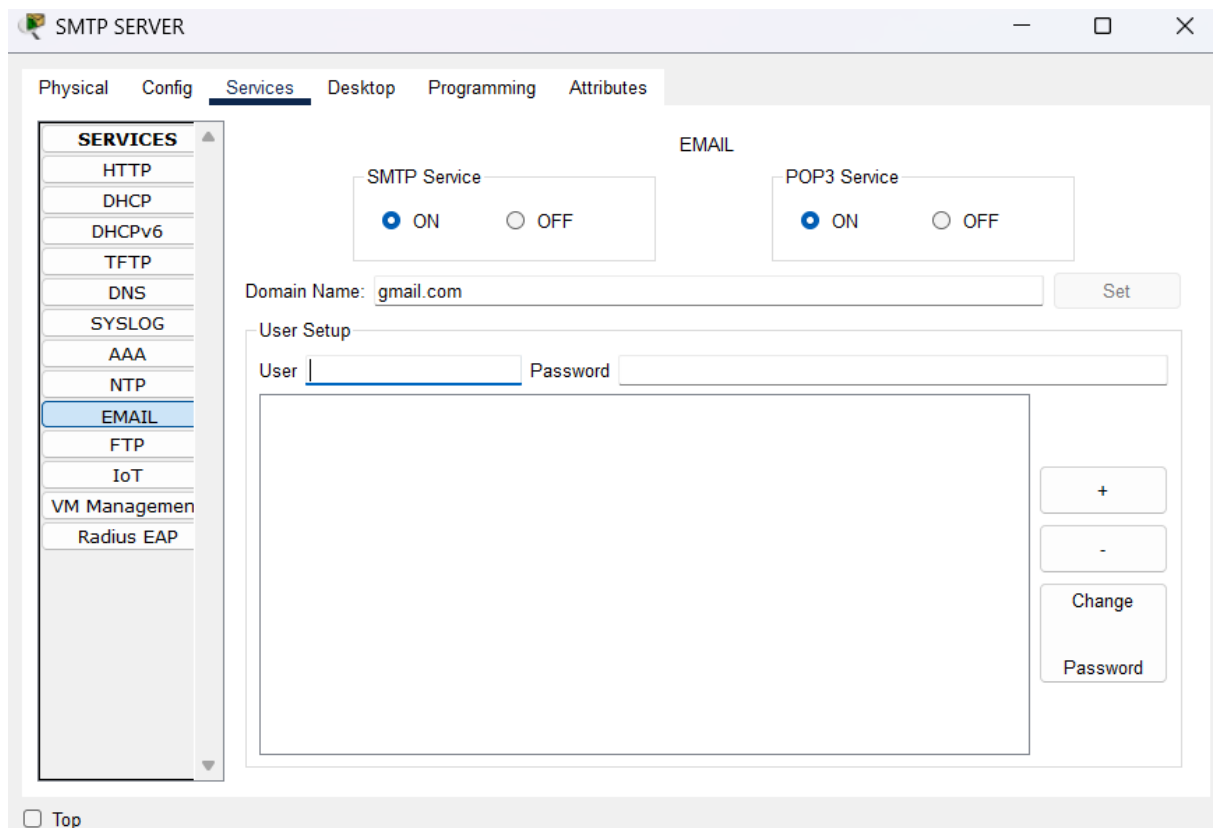 SMTP SERVER
Physical Config Services Desktop Programming Attributes
SERVICES
HTTP
DHCP
DHCPv6
TFTP
DNS
SYSLOG
AAA
NTP
EMAIL
FTP
IoT
VM Managemen
Radius EAP
EMAIL
SMTP Service
ON OFF
POP3 Service
ON OFF
Domain Name: gmail.com Set
User Setup
User Password
+
-
Change
Password
Top